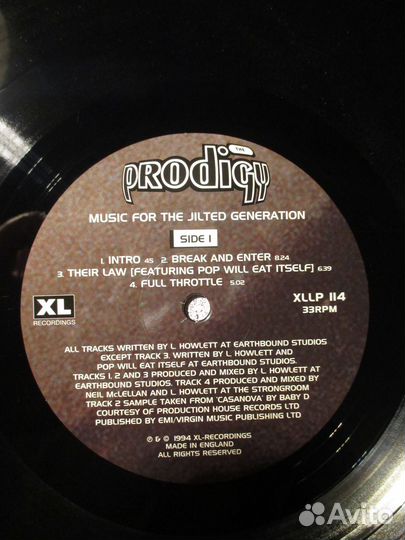 THE
PRODIGY
MUSIC FOR THE JILTED GENERATION
SIDE 1
1. INTRO 45 2. BREAK AND ENTER 8.24
3. THEIR LAW [FEATURING POP WILL EAT ITSELF] 6.39
4. FULL THROTTLE 5.02
XL
RECORDINGS
XLLP 114
33RPM
ALL TRACKS WRITTEN BY L. HOWLETT AT EARTHBOUND STUDIOS
EXCEPT TRACK 3. WRITTEN BY L. HOWLETT AND
POP WILL EAT ITSELF AT EARTHBOUND STUDIOS.
TRACKS 1. 2 AND 3 PRODUCED AND MIXED BY L. HOWLETT AT
EARTHBOUND STUDIOS. TRACK 4 PRODUCED AND MIXED BY
NEIL McLELLAN AND L. HOWLETT AT THE STRONGROOM
TRACK 2 SAMPLE TAKEN FROM 'CASANOVA' BY BABY D
COURTESY OF PRODUCTION HOUSE RECORDS LTD
PUBLISHED BY EMI/VIRGIN MUSIC PUBLISHING LTD
℗ & © 1994 XL-RECORDINGS
MADE IN ENGLAND
ALL RIGHTS RESERVED
Avito